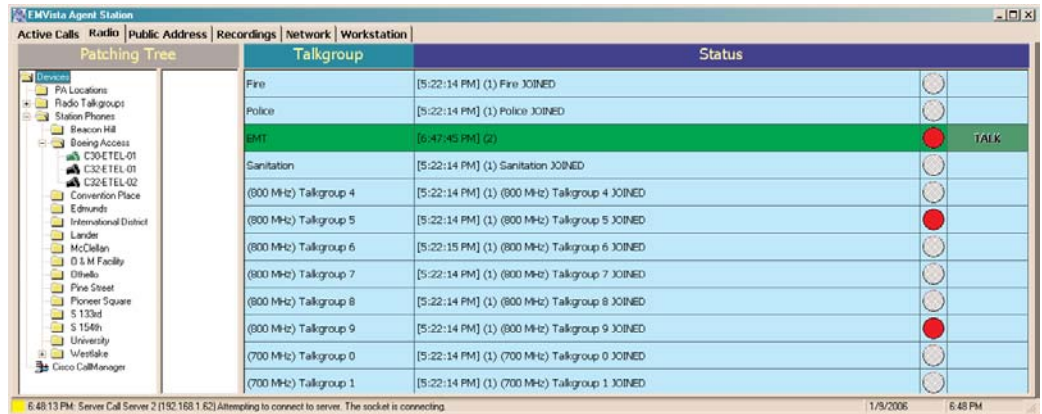 EMVista Agent Station
Active Calls Radio Public Address Recordings Network Workstation
Patching Tree Talkgroup Status
Devices
PA Locations
Radio Talkgroups
Station Phones
Beacon Hill
Boeing Access
C30-ETEL-01
C32-ETEL-01
C32-ETEL-02
Convention Place
Edmunds
International District
Lander
McClellan
O & M Facility
Othello
Pine Street
Pioneer Square
S 133rd
S 154th
University
Westlake
Cisco CallManager
Fire [5:22:14 PM] (1) Fire JOINED
Police [5:22:14 PM] (1) Police JOINED
EMT [6:47:45 PM] (2) TALK
Sanitation [5:22:14 PM] (1) Sanitation JOINED
(800 MHz) Talkgroup 4 [5:22:14 PM] (1) (800 MHz) Talkgroup 4 JOINED
(800 MHz) Talkgroup 5 [5:22:14 PM] (1) (800 MHz) Talkgroup 5 JOINED
(800 MHz) Talkgroup 6 [5:22:15 PM] (1) (800 MHz) Talkgroup 6 JOINED
(800 MHz) Talkgroup 7 [5:22:14 PM] (1) (800 MHz) Talkgroup 7 JOINED
(800 MHz) Talkgroup 8 [5:22:14 PM] (1) (800 MHz) Talkgroup 8 JOINED
(800 MHz) Talkgroup 9 [5:22:14 PM] (1) (800 MHz) Talkgroup 9 JOINED
(700 MHz) Talkgroup 0 [5:22:14 PM] (1) (700 MHz) Talkgroup 0 JOINED
(700 MHz) Talkgroup 1 [5:22:14 PM] (1) (700 MHz) Talkgroup 1 JOINED
6:48:13 PM: Server Call Server 2 (192.168.1.62) Attempting to connect to server. The socket is connecting. 1/9/2006 6:48 PM